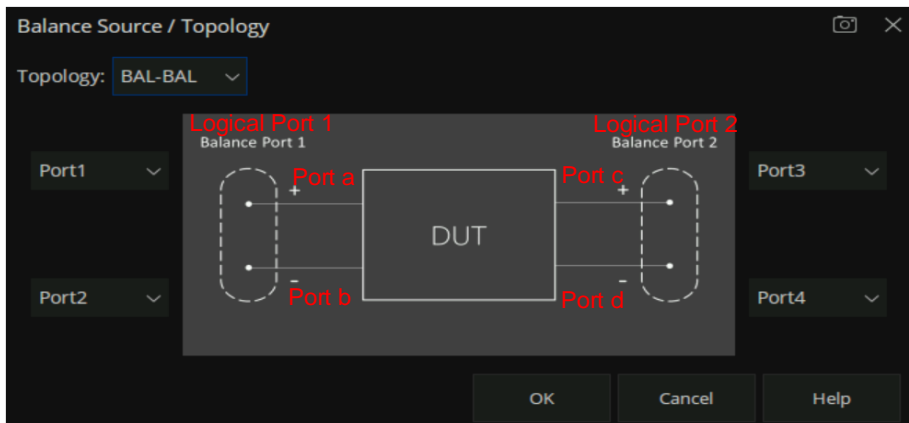 Balance Source / Topology
Topology: BAL-BAL
Logical Port 1
Logical Port 2
Balance Port 1
Balance Port 2
Port1
+
Port a
Port c
+
Port3
DUT
Port2
-
Port b
-
Port d
Port4
OK
Cancel
Help